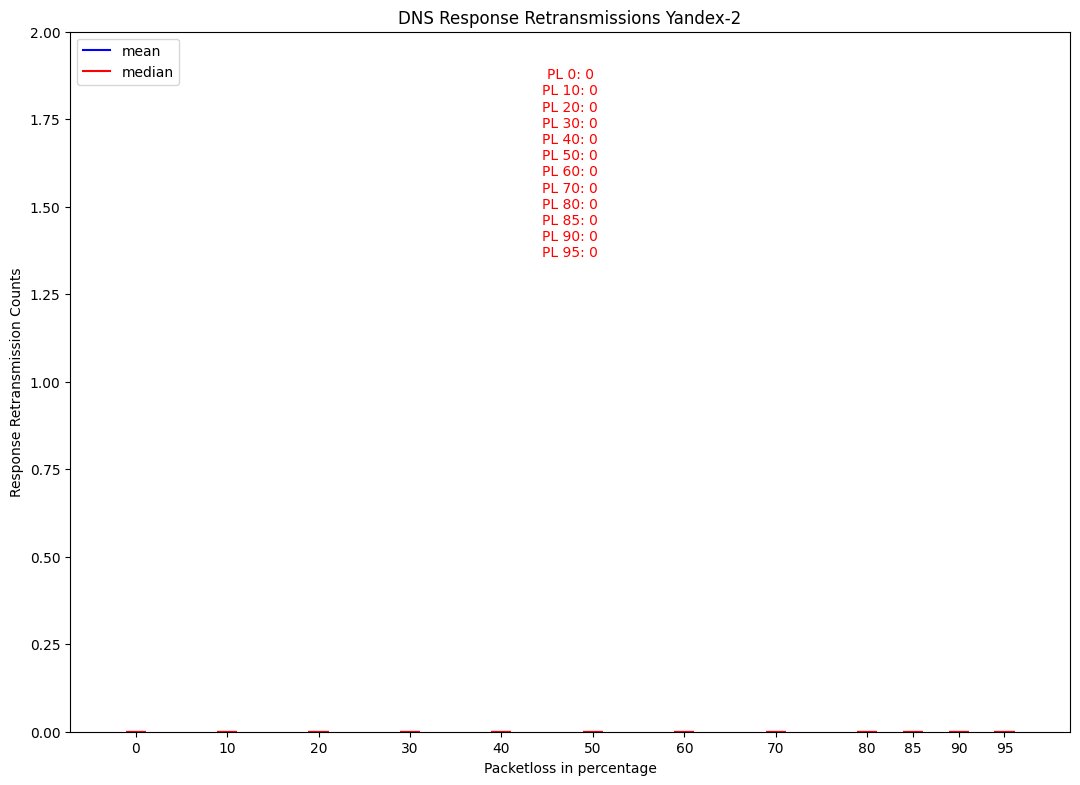 DNS Response Retransmissions Yandex-2
mean
median
PL 0: 0
PL 10: 0
PL 20: 0
PL 30: 0
PL 40: 0
PL 50: 0
PL 60: 0
PL 70: 0
PL 80: 0
PL 85: 0
PL 90: 0
PL 95: 0
Response Retransmission Counts
2.00
1.75
1.50
1.25
1.00
0.75
0.50
0.25
0.00
0 10 20 30 40 50 60 70 80 85 90 95
Packetloss in percentage